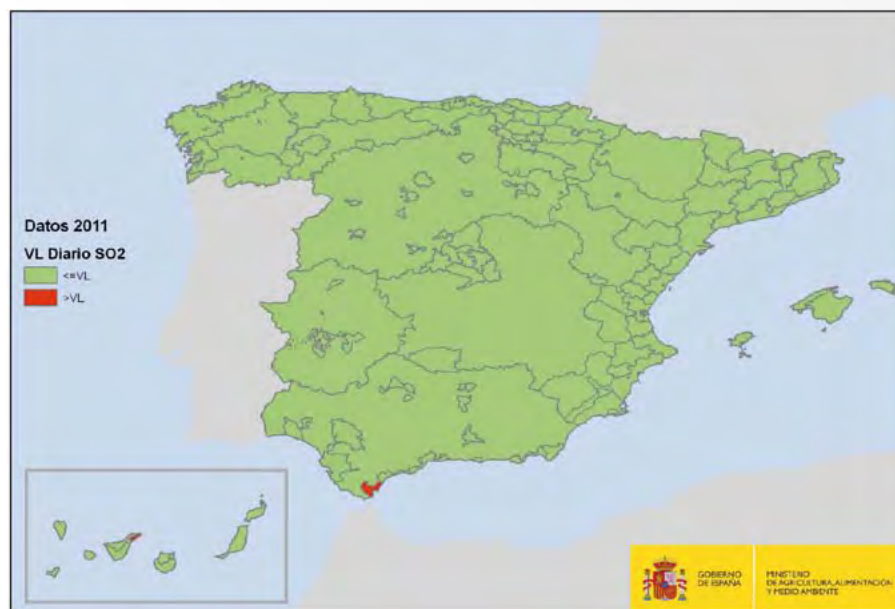 Datos 2011
VL Diario SO2
<=VL
>VL
GOBIERNO
DE ESPAÑA
MINISTERIO
DE AGRICULTURA, ALIMENTACIÓN
Y MEDIO AMBIENTE